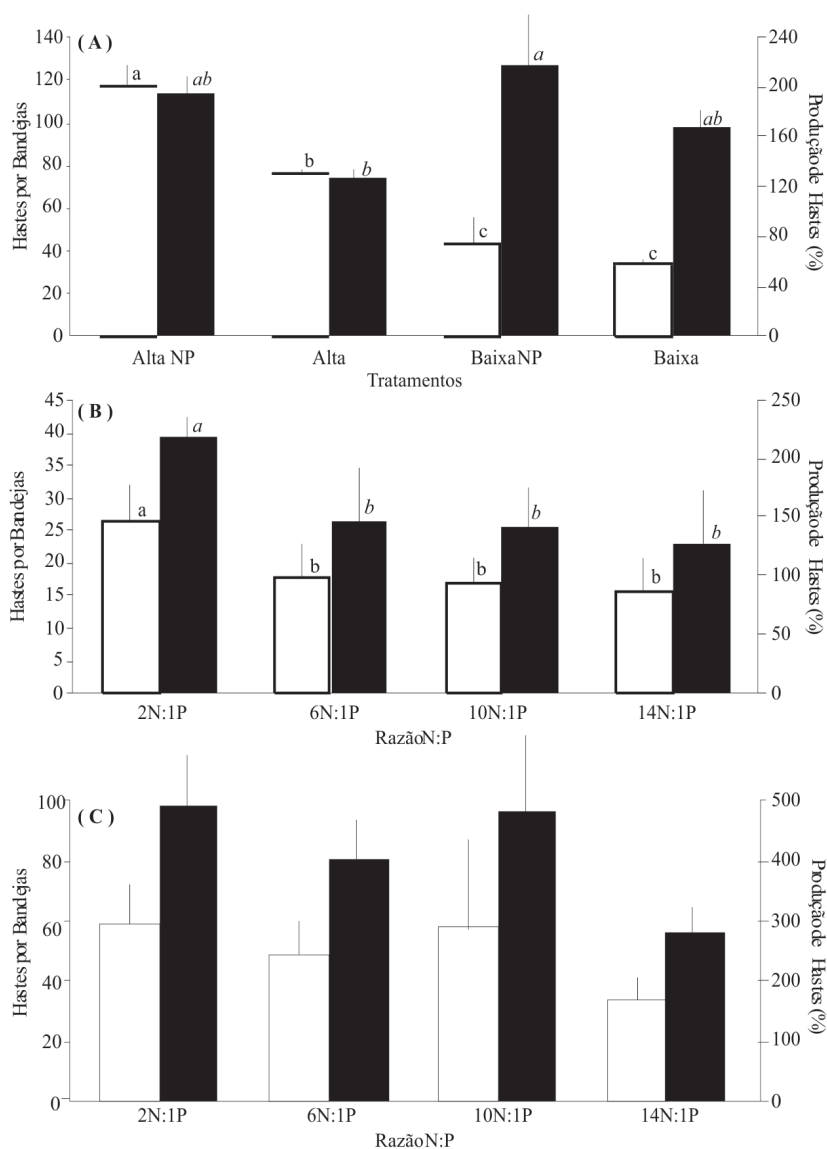 ( A )
Hastes por Bandejas
140
120
100
80
60
40
20
0
a
ab
b
b
c
a
c
ab
240
200
160
120
80
40
0
Produção de Hastes (%)
Alta NP
Alta
Baixa NP
Baixa
Tratamentos
( B )
Hastes por Bandejas
45
40
35
30
25
20
15
10
5
0
a
a
b
b
b
b
b
b
250
200
150
100
50
0
Produção de Hastes (%)
2N:1P
6N:1P
10N:1P
14N:1P
Razão N:P
( C )
Hastes por Bandejas
100
80
60
40
20
0
500
400
300
200
100
0
Produção de Hastes (%)
2N:1P
6N:1P
10N:1P
14N:1P
Razão N:P